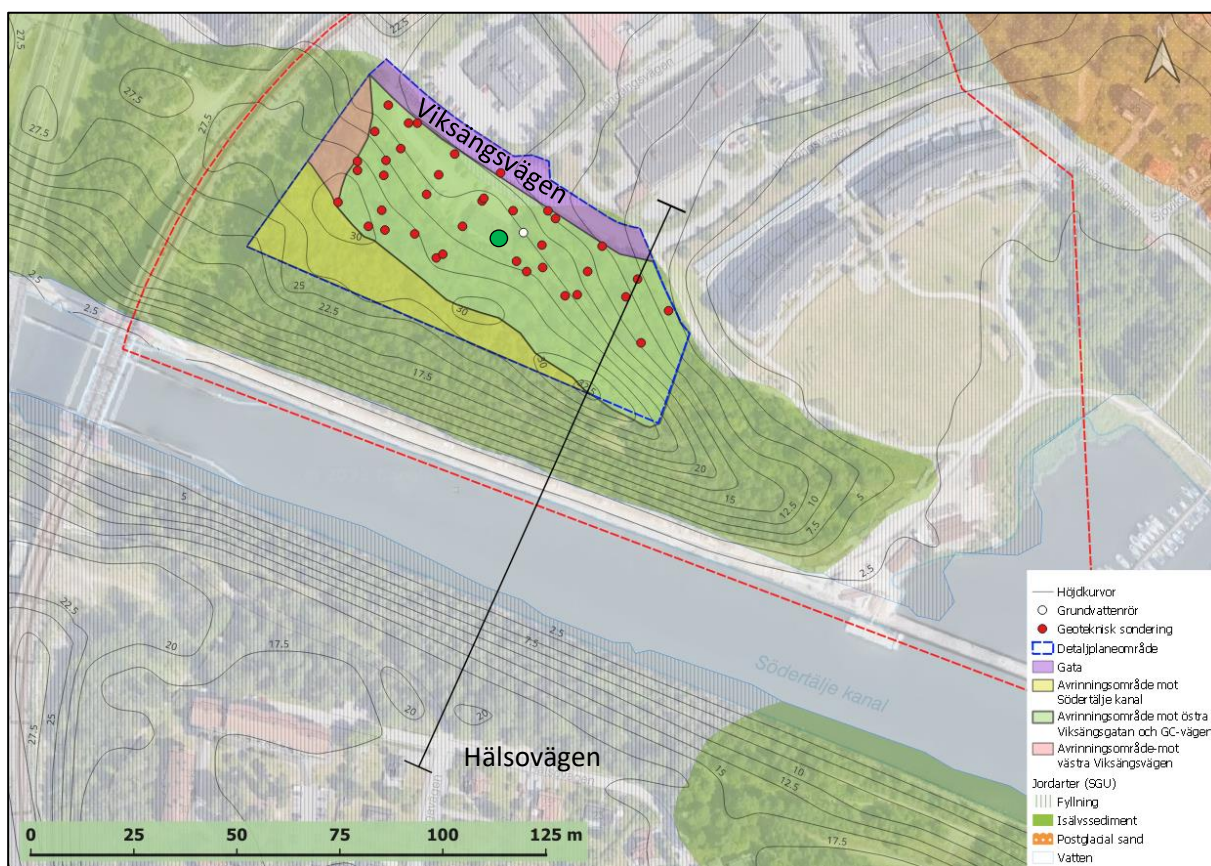 27.5
22.5
N
27.5
27.5
Viksängsvägen
30
2.5
25
22.5
30
30
17.5
20
15
12.5
10
7.5
5
2.5
5
2.5
7.5
Södertälje kanal
22.5
20
17.5
20
25
27.5
Hälsovägen
15
12.5
10
Höjdkurvor
Grundvattenrör
Geoteknisk sondering
Detaljplaneområde
Gata
Avrinningsområde mot
Södertälje kanal
Avrinningsområde mot östra
Viksängsgatan och GC-vägen
Avrinningsområde mot
västra Viksängsvägen
Jordarter (SGU)
Fyllning
Isälvssediment
Postglacial sand
Vatten
0 25 50 75 100 125 m